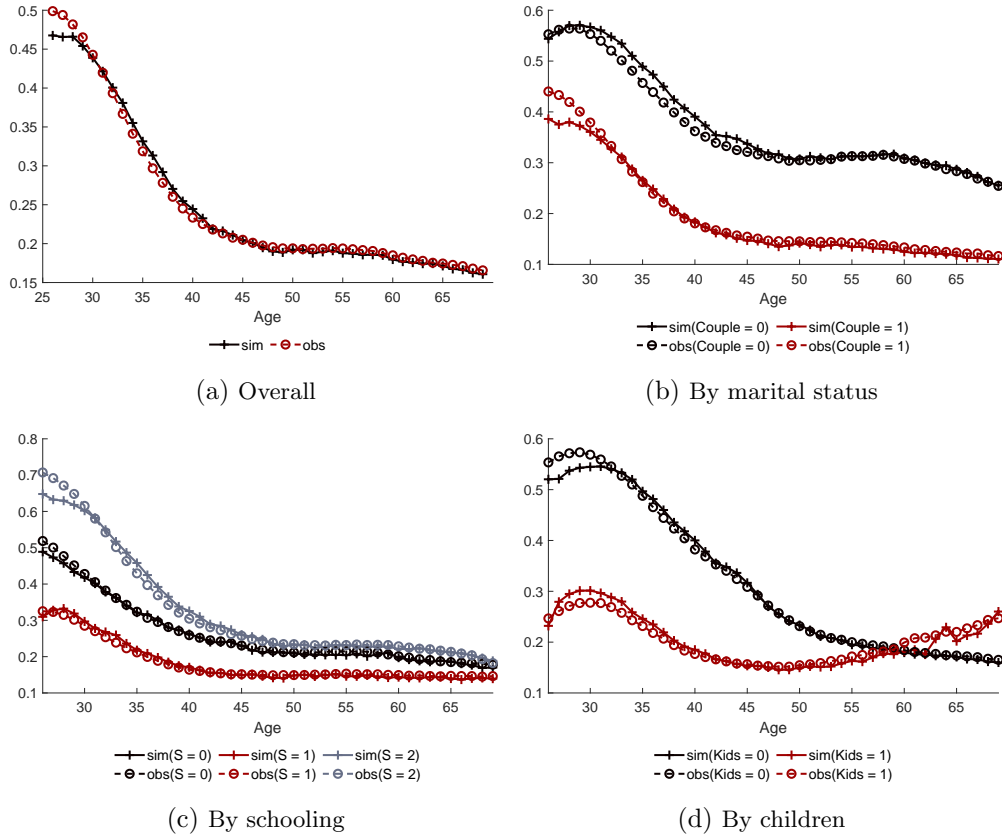 0.5
0.45
0.4
0.35
0.3
0.25
0.2
0.15
25 30 35 40 45 50 55 60 65
Age
sim obs
(a) Overall
0.6
0.5
0.4
0.3
0.2
0.1
30 35 40 45 50 55 60 65
Age
sim(Couple = 0) sim(Couple = 1)
obs(Couple = 0) obs(Couple = 1)
(b) By marital status
0.8
0.7
0.6
0.5
0.4
0.3
0.2
0.1
30 35 40 45 50 55 60 65
Age
sim(S = 0) sim(S = 1) sim(S = 2)
obs(S = 0) obs(S = 1) obs(S = 2)
(c) By schooling
0.6
0.5
0.4
0.3
0.2
0.1
30 35 40 45 50 55 60 65
Age
sim(Kids = 0) sim(Kids = 1)
obs(Kids = 0) obs(Kids = 1)
(d) By children